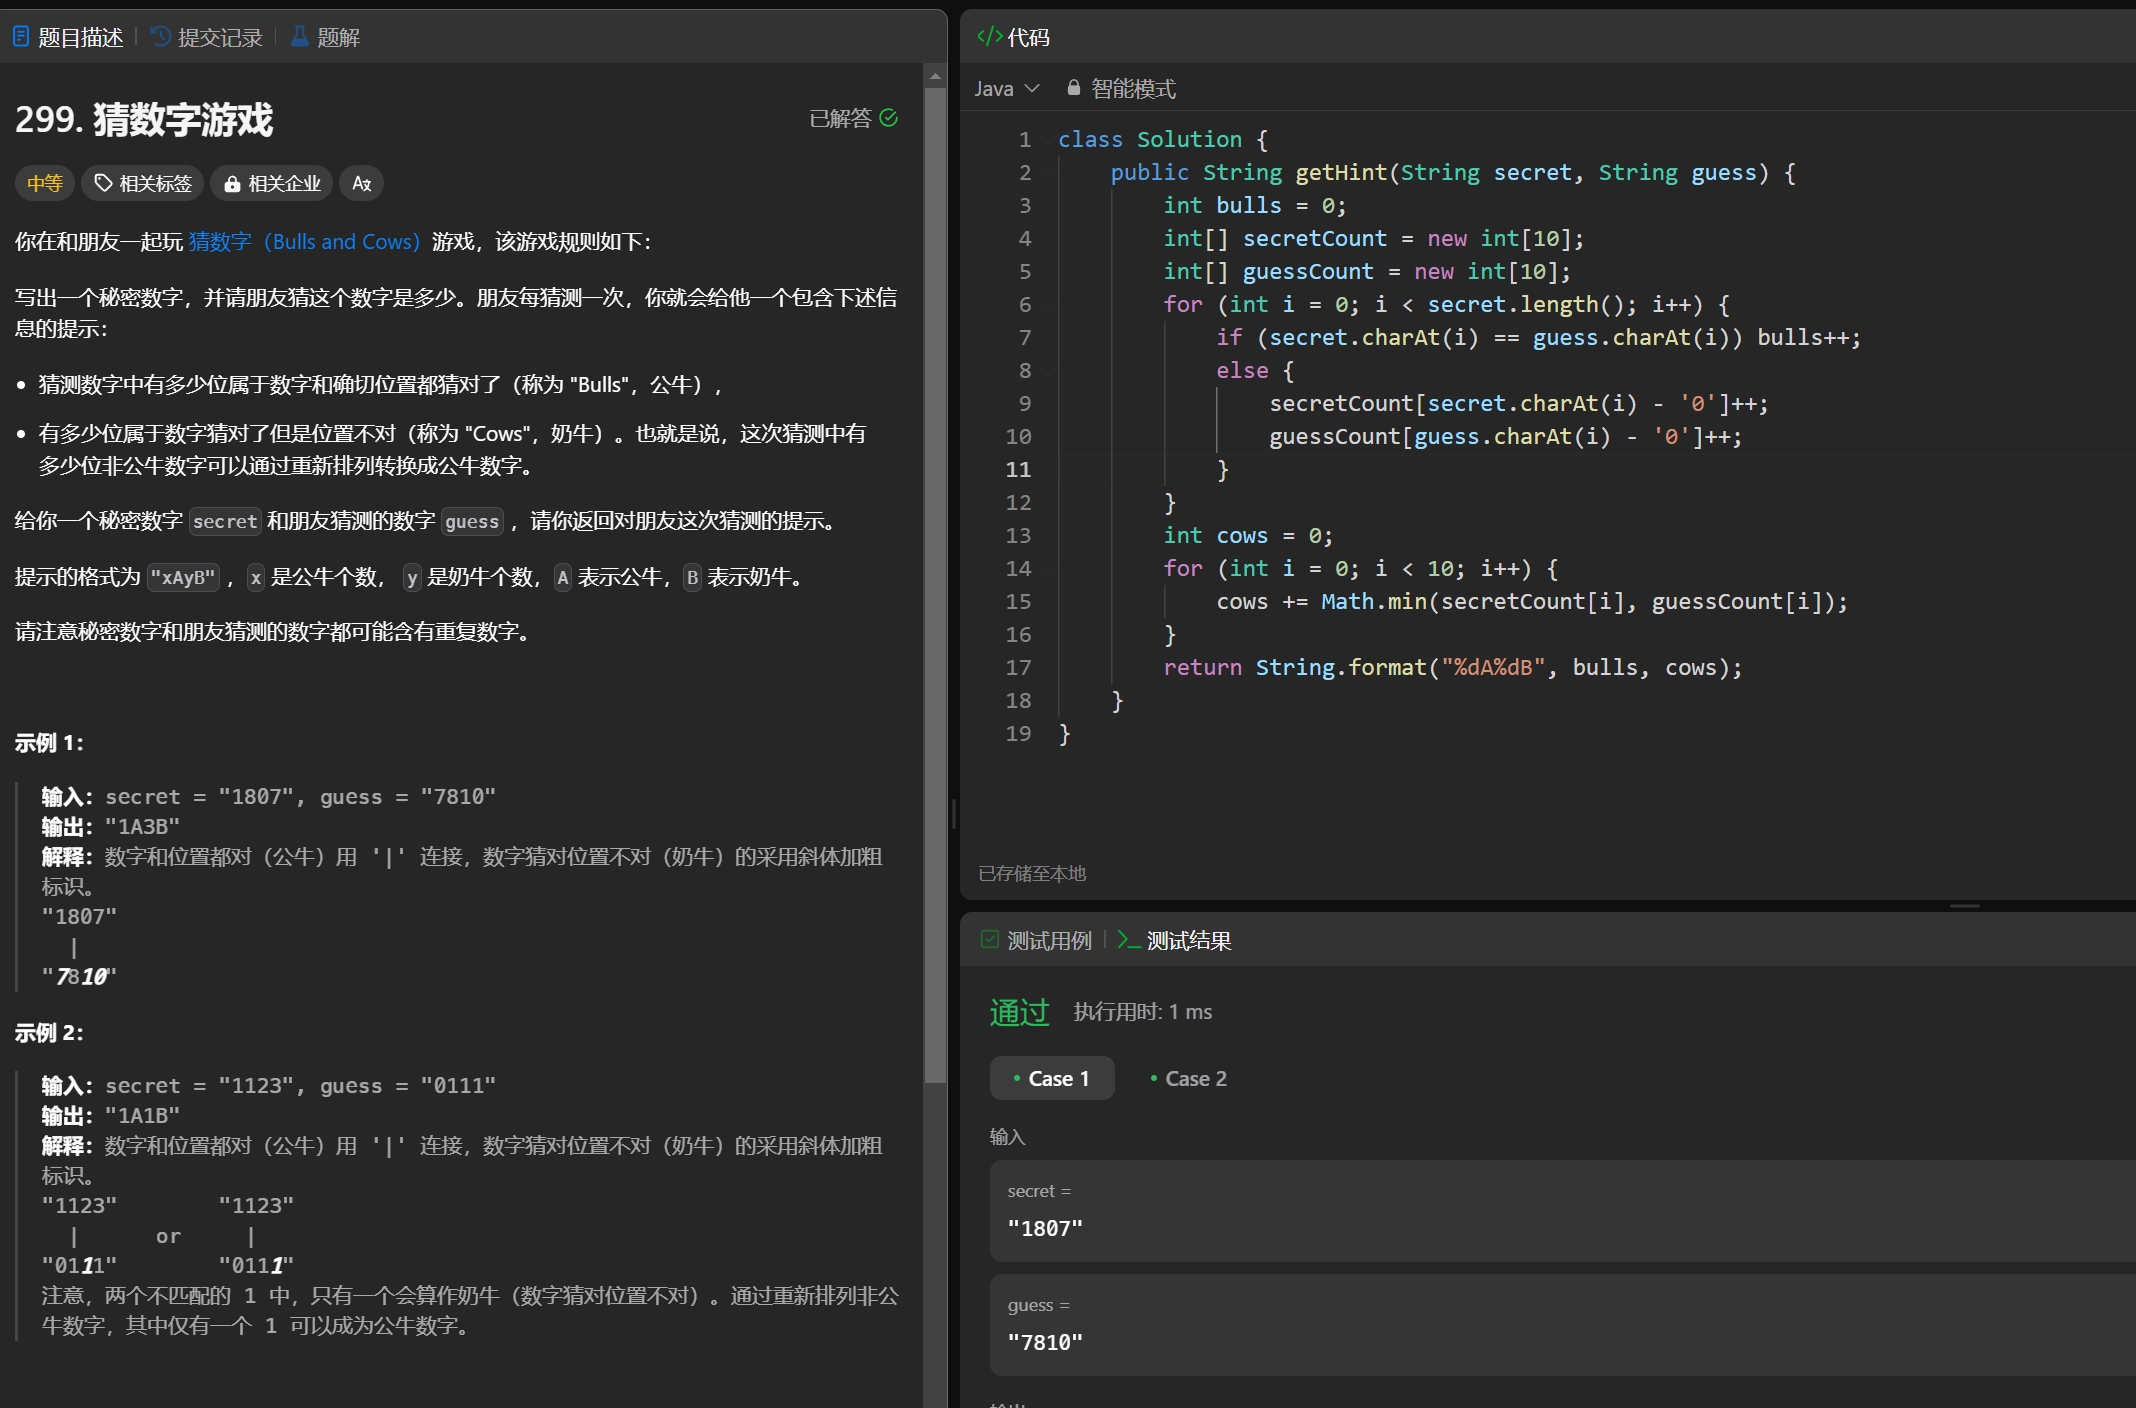 题目描述 | 提交记录 | 题解
299. 猜数字游戏
已解答
中等 相关标签 相关企业
你在和朋友一起玩 猜数字（Bulls and Cows）游戏，该游戏规则如下：
写出一个秘密数字，并请朋友猜这个数字是多少。朋友每猜测一次，你就会给他一个包含下述信
息的提示：
• 猜测数字中有多少位属于数字和确切位置都猜对了（称为 "Bulls"，公牛），
• 有多少位属于数字猜对了但是位置不对（称为 "Cows"，奶牛）。也就是说，这次猜测中有
多少位非公牛数字可以通过重新排列转换成公牛数字。
给你一个秘密数字 secret 和朋友猜测的数字 guess ，请你返回对朋友这次猜测的提示。
提示的格式为 "xAyB" ，x 是公牛个数， y 是奶牛个数，A 表示公牛，B 表示奶牛。
请注意秘密数字和朋友猜测的数字都可能含有重复数字。
示例 1：
输入：secret = "1807", guess = "7810"
输出："1A3B"
解释：数字和位置都对（公牛）用 '|' 连接，数字猜对位置不对（奶牛）的采用斜体加粗
标识。
"1807"
|
"7810"
示例 2：
输入：secret = "1123", guess = "0111"
输出："1A1B"
解释：数字和位置都对（公牛）用 '|' 连接，数字猜对位置不对（奶牛）的采用斜体加粗
标识。
"1123" "1123"
| or |
"0111" "0111"
注意，两个不匹配的 1 中，只有一个会算作奶牛（数字猜对位置不对）。通过重新排列非公
牛数字，其中仅有一个 1 可以成为公牛数字。
</> 代码
Java 智能模式
1 class Solution {
2 public String getHint(String secret, String guess) {
3 int bulls = 0;
4 int[] secretCount = new int[10];
5 int[] guessCount = new int[10];
6 for (int i = 0; i < secret.length(); i++) {
7 if (secret.charAt(i) == guess.charAt(i)) bulls++;
8 else {
9 secretCount[secret.charAt(i) - '0']++;
10 guessCount[guess.charAt(i) - '0']++;
11 }
12 }
13 int cows = 0;
14 for (int i = 0; i < 10; i++) {
15 cows += Math.min(secretCount[i], guessCount[i]);
16 }
17 return String.format("%dA%dB", bulls, cows);
18 }
19 }
已存储至本地
测试用例 | >_ 测试结果
通过 执行用时: 1 ms
• Case 1 • Case 2
输入
secret =
"1807"
guess =
"7810"